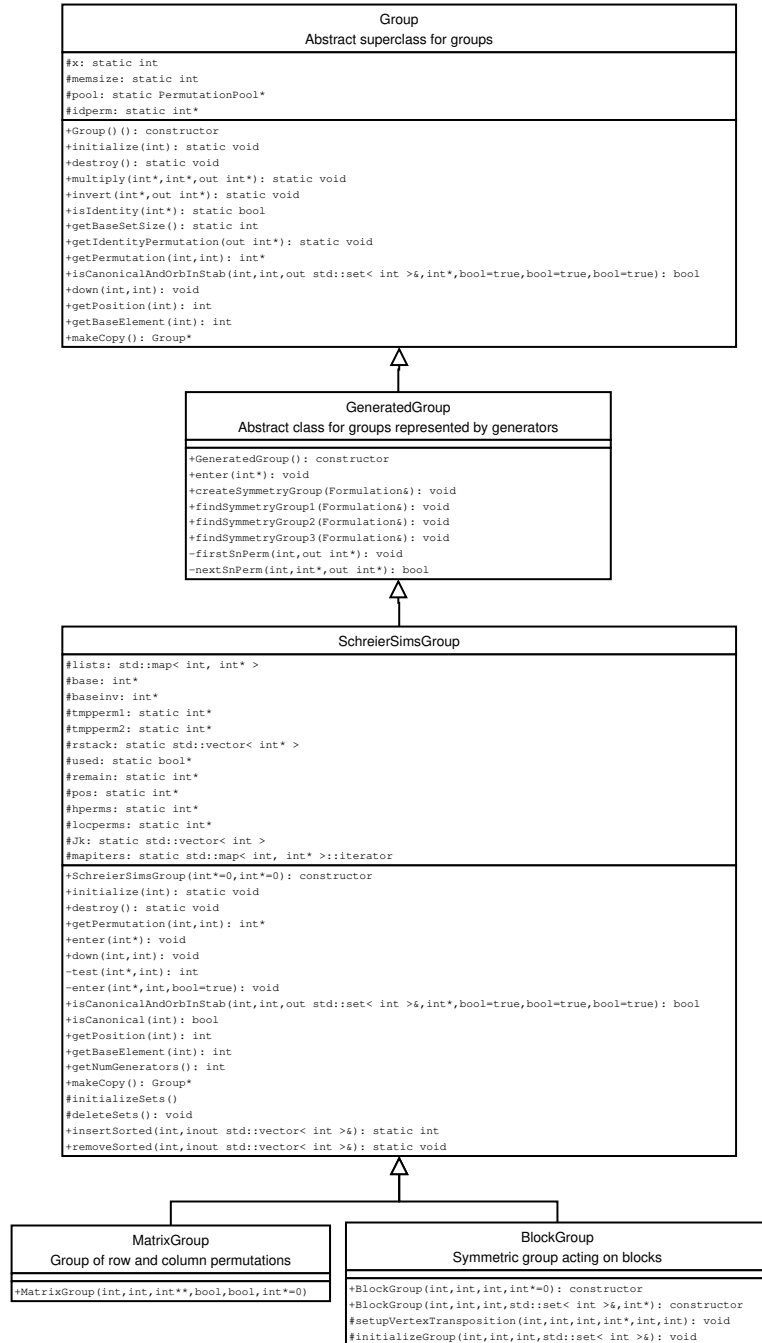 Group
Abstract superclass for groups
#x: static int
#memsize: static int
#pool: static PermutationPool*
#idperm: static int*
+Group()(): constructor
+initialize(int): static void
+destroy(): static void
+multiply(int*,int*,out int*): static void
+invert(int*,out int*): static void
+isIdentity(int*): static bool
+getBaseSetSize(): static int
+getIdentityPermutation(out int*): static void
+getPermutation(int,int): int*
+isCanonicalAndOrbInStab(int,int,out std::set< int >&,int*,bool=true,bool=true,bool=true): bool
+down(int,int): void
+getPosition(int): int
+getBaseElement(int): int
+makeCopy(): Group*
GeneratedGroup
Abstract class for groups represented by generators
+GeneratedGroup(): constructor
+enter(int*): void
+createSymmetryGroup(Formulation&): void
+findSymmetryGroup1(Formulation&): void
+findSymmetryGroup2(Formulation&): void
+findSymmetryGroup3(Formulation&): void
-firstSnPerm(int,out int*): void
-nextSnPerm(int,int*,out int*): bool
SchreierSimsGroup
#lists: std::map< int, int* >
#base: int*
#baseinv: int*
#tmpperm1: static int*
#tmpperm2: static int*
#rstack: static std::vector< int* >
#used: static bool*
#remain: static int*
#pos: static int*
#hperms: static int*
#locperms: static int*
#Jk: static std::vector< int >
#mapiters: static std::map< int, int* >::iterator
+SchreierSimsGroup(int*=0,int*=0): constructor
+initialize(int): static void
+destroy(): static void
+getPermutation(int,int): int*
+enter(int*): void
+down(int,int): void
-test(int*,int): int
-enter(int*,int,bool=true): void
+isCanonicalAndOrbInStab(int,int,out std::set< int >&,int*,bool=true,bool=true,bool=true): bool
+isCanonical(int): bool
+getPosition(int): int
+getBaseElement(int): int
+getNumGenerators(): int
+makeCopy(): Group*
#initializeSets()
#deleteSets(): void
+insertSorted(int,inout std::vector< int >&): static int
+removeSorted(int,inout std::vector< int >&): static void
MatrixGroup
Group of row and column permutations
+MatrixGroup(int,int,int**,bool,bool,int*=0)
BlockGroup
Symmetric group acting on blocks
+BlockGroup(int,int,int,int*=0): constructor
+BlockGroup(int,int,int,std::set< int >&,int*): constructor
#setupVertexTransposition(int,int,int,int*,int,int): void
#initializeGroup(int,int,int,std::set< int >&): void